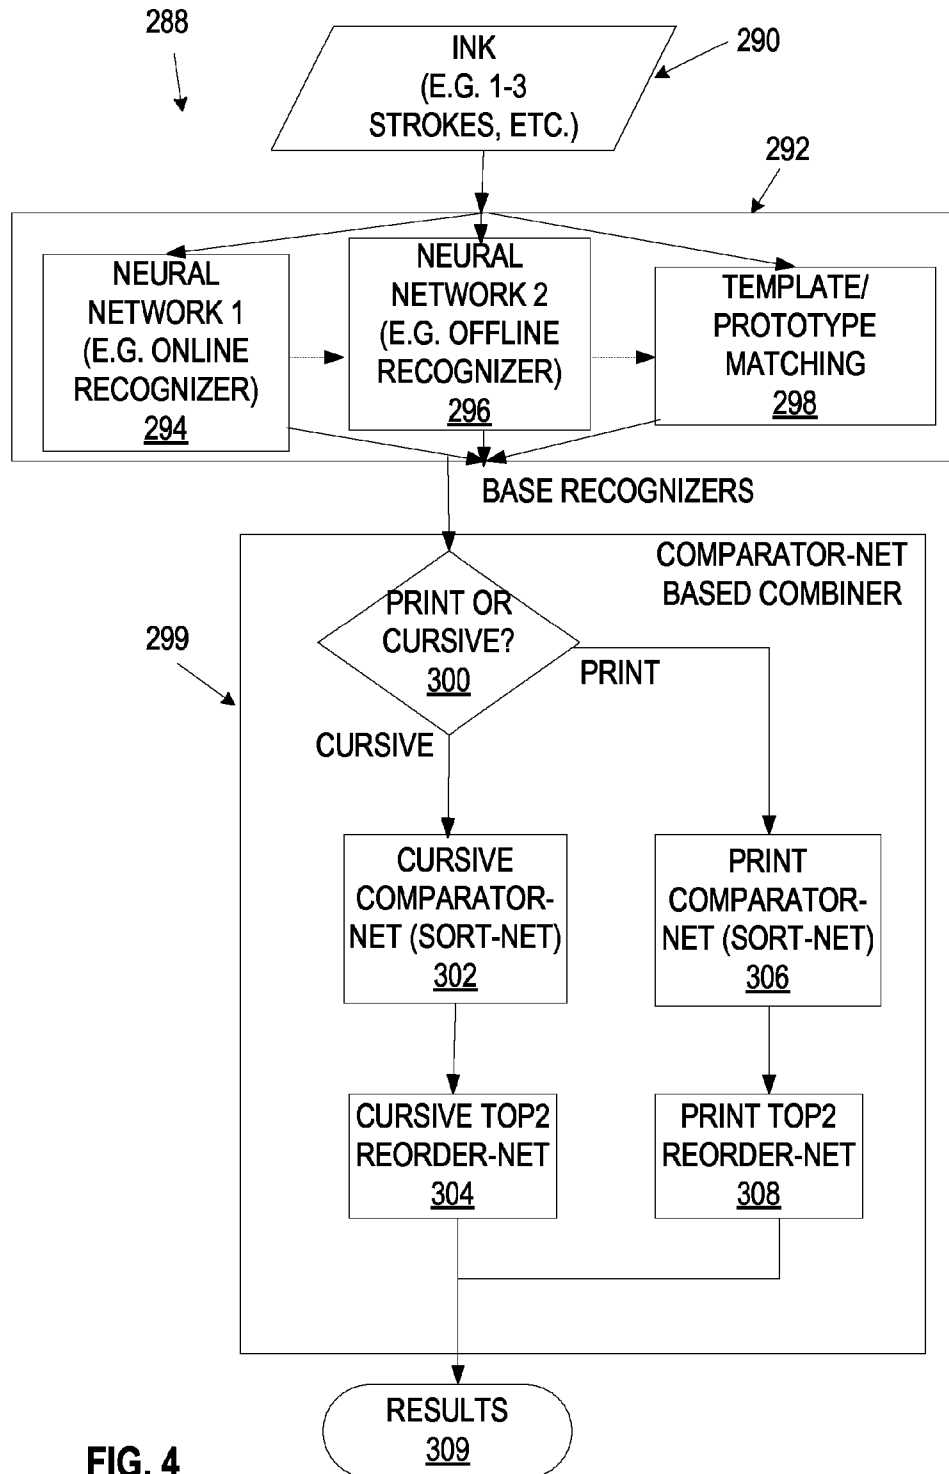 288
INK
(E.G. 1-3
STROKES, ETC.)
290
292
NEURAL
NETWORK 1
(E.G. ONLINE
RECOGNIZER)
294
NEURAL
NETWORK 2
(E.G. OFFLINE
RECOGNIZER)
296
TEMPLATE/
PROTOTYPE
MATCHING
298
BASE RECOGNIZERS
COMPARATOR-NET
BASED COMBINER
299
PRINT OR
CURSIVE?
300
PRINT
CURSIVE
CURSIVE
COMPARATOR-
NET (SORT-NET)
302
PRINT
COMPARATOR-
NET (SORT-NET)
306
CURSIVE TOP2
REORDER-NET
304
PRINT TOP2
REORDER-NET
308
RESULTS
309
FIG. 4